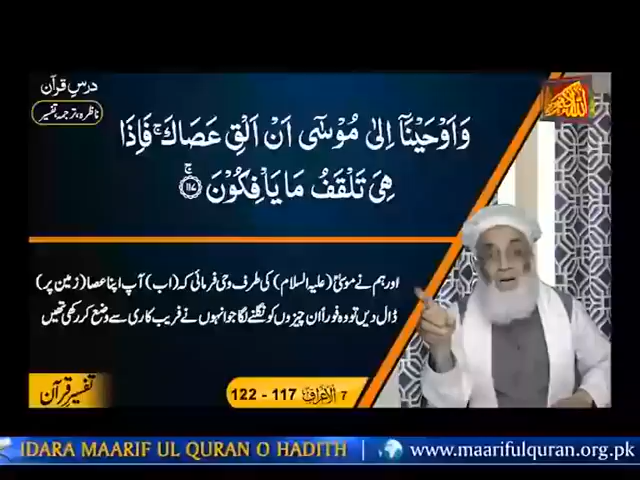 درسِ قرآن
ناظرہ، ترجمہ، تفسیر
وَاَوْحَيْنَآ اِلٰى مُوْسٰٓى اَنْ اَلْقِ عَصَاكَ ۚ فَاِذَا
هِيَ تَلْقَفُ مَا يَاْفِكُوْنَ ۚ ﴿۱۱۷﴾
اور ہم نے موسیٰؑ (علیہ السلام) کی طرف وحی فرمائی کہ (اب) آپ اپنا عصا (زمین پر)
ڈال دیں تو وہ فوراً ان چیزوں کو نگلنے لگا جو انہوں نے فریب کاری سے وضع کر رکھی تھیں
تفسیرِ قرآن
7 الاعراف 117 - 122
IDARA MAARIF UL QURAN O HADITH
www.maarifulquran.org.pk